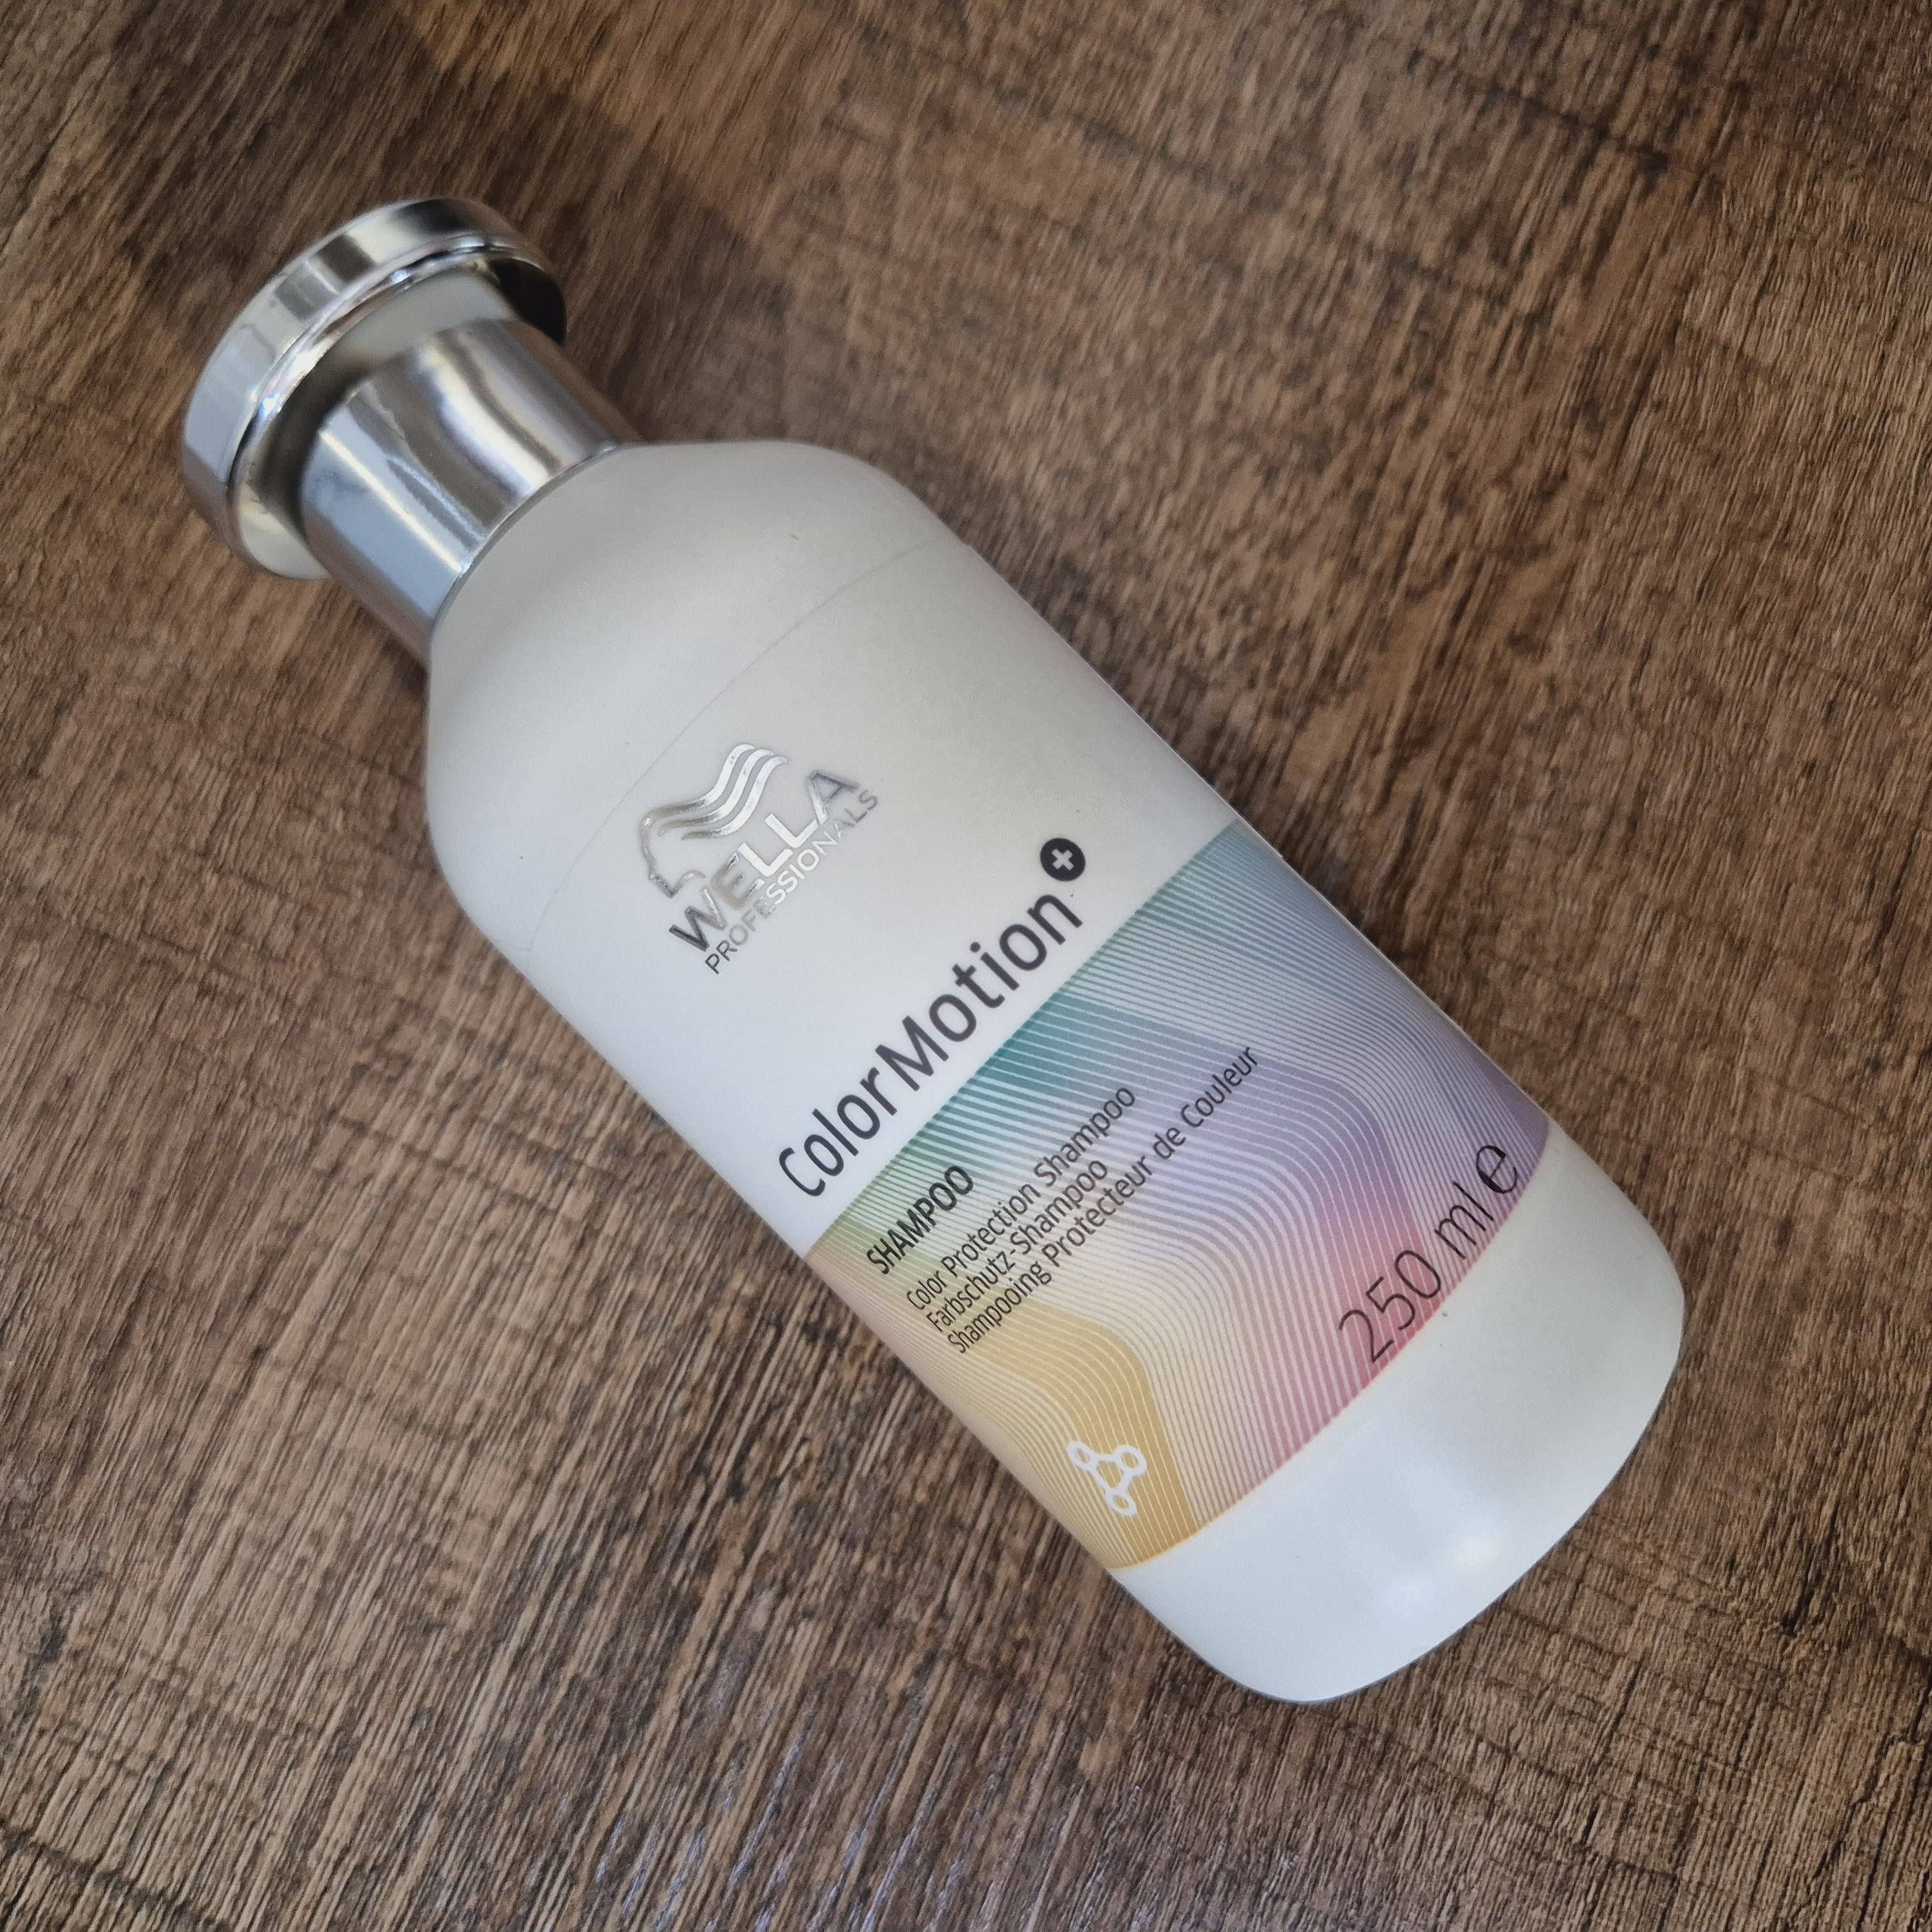 WELLA
PROFESSIONALS
ColorMotion+
SHAMPOO
Color Protection Shampoo
Farbschutz-Shampoo
Shampooing Protecteur de Couleur
250 ml e